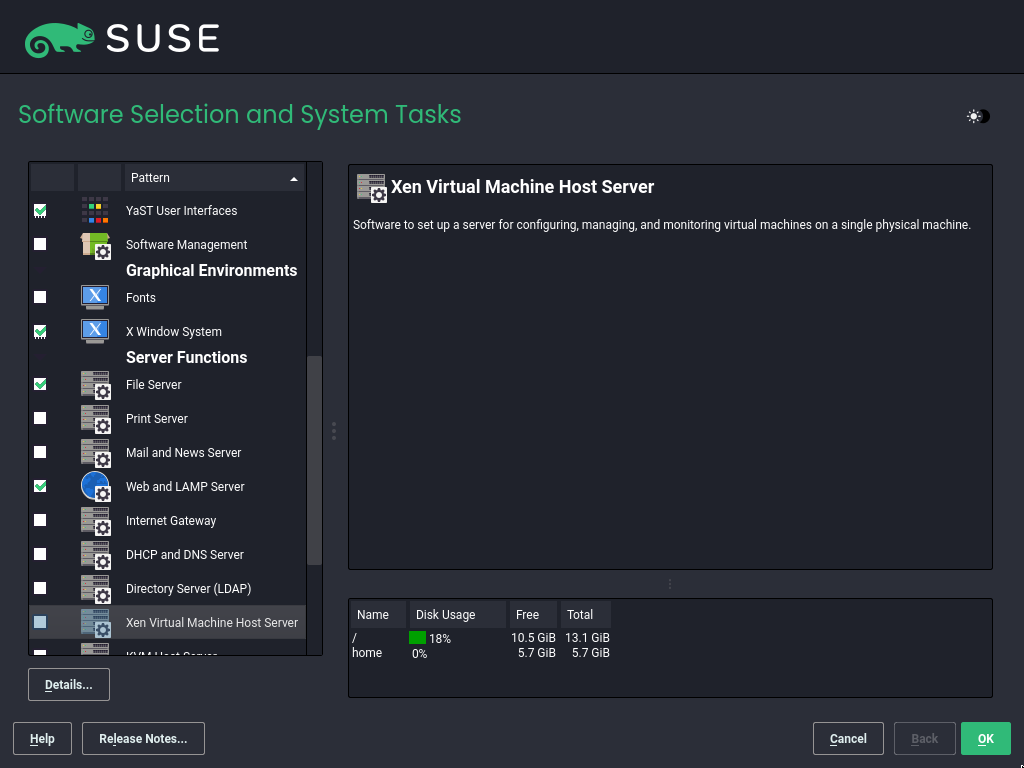 SUSE
Software Selection and System Tasks
Pattern
YaST User Interfaces
Software Management
Graphical Environments
Fonts
X Window System
Server Functions
File Server
Print Server
Mail and News Server
Web and LAMP Server
Internet Gateway
DHCP and DNS Server
Directory Server (LDAP)
Xen Virtual Machine Host Server
KVM Host Server
Details...
Xen Virtual Machine Host Server
Software to set up a server for configuring, managing, and monitoring virtual machines on a single physical machine.
Name Disk Usage Free Total
/ 18% 10.5 GiB 13.1 GiB
home 0% 5.7 GiB 5.7 GiB
Help Release Notes... Cancel Back OK